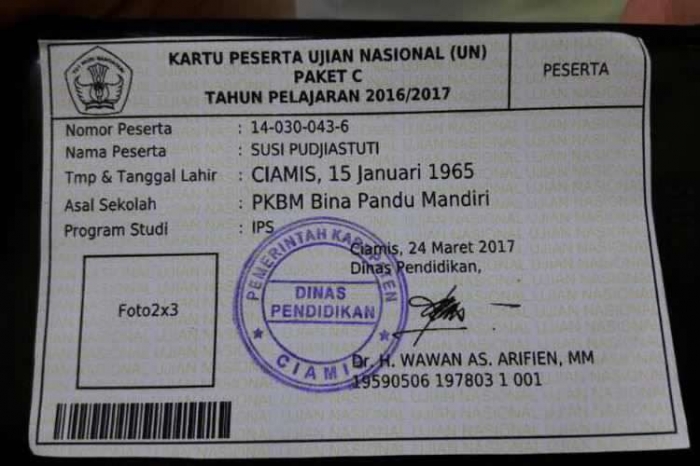 KARTU PESERTA UJIAN NASIONAL (UN)
PAKET C
TAHUN PELAJARAN 2016/2017
PESERTA
Nomor Peserta : 14-030-043-6
Nama Peserta : SUSI PUDJIASTUTI
Tmp & Tanggal Lahir : CIAMIS, 15 Januari 1965
Asal Sekolah : PKBM Bina Pandu Mandiri
Program Studi : IPS
Ciamis, 24 Maret 2017
Dinas Pendidikan,
Foto2x3
PEMERINTAH KABUPATEN
DINAS
PENDIDIKAN
CIAMIS
Dr. H. WAWAN AS. ARIFIEN, MM
19590506 197803 1 001